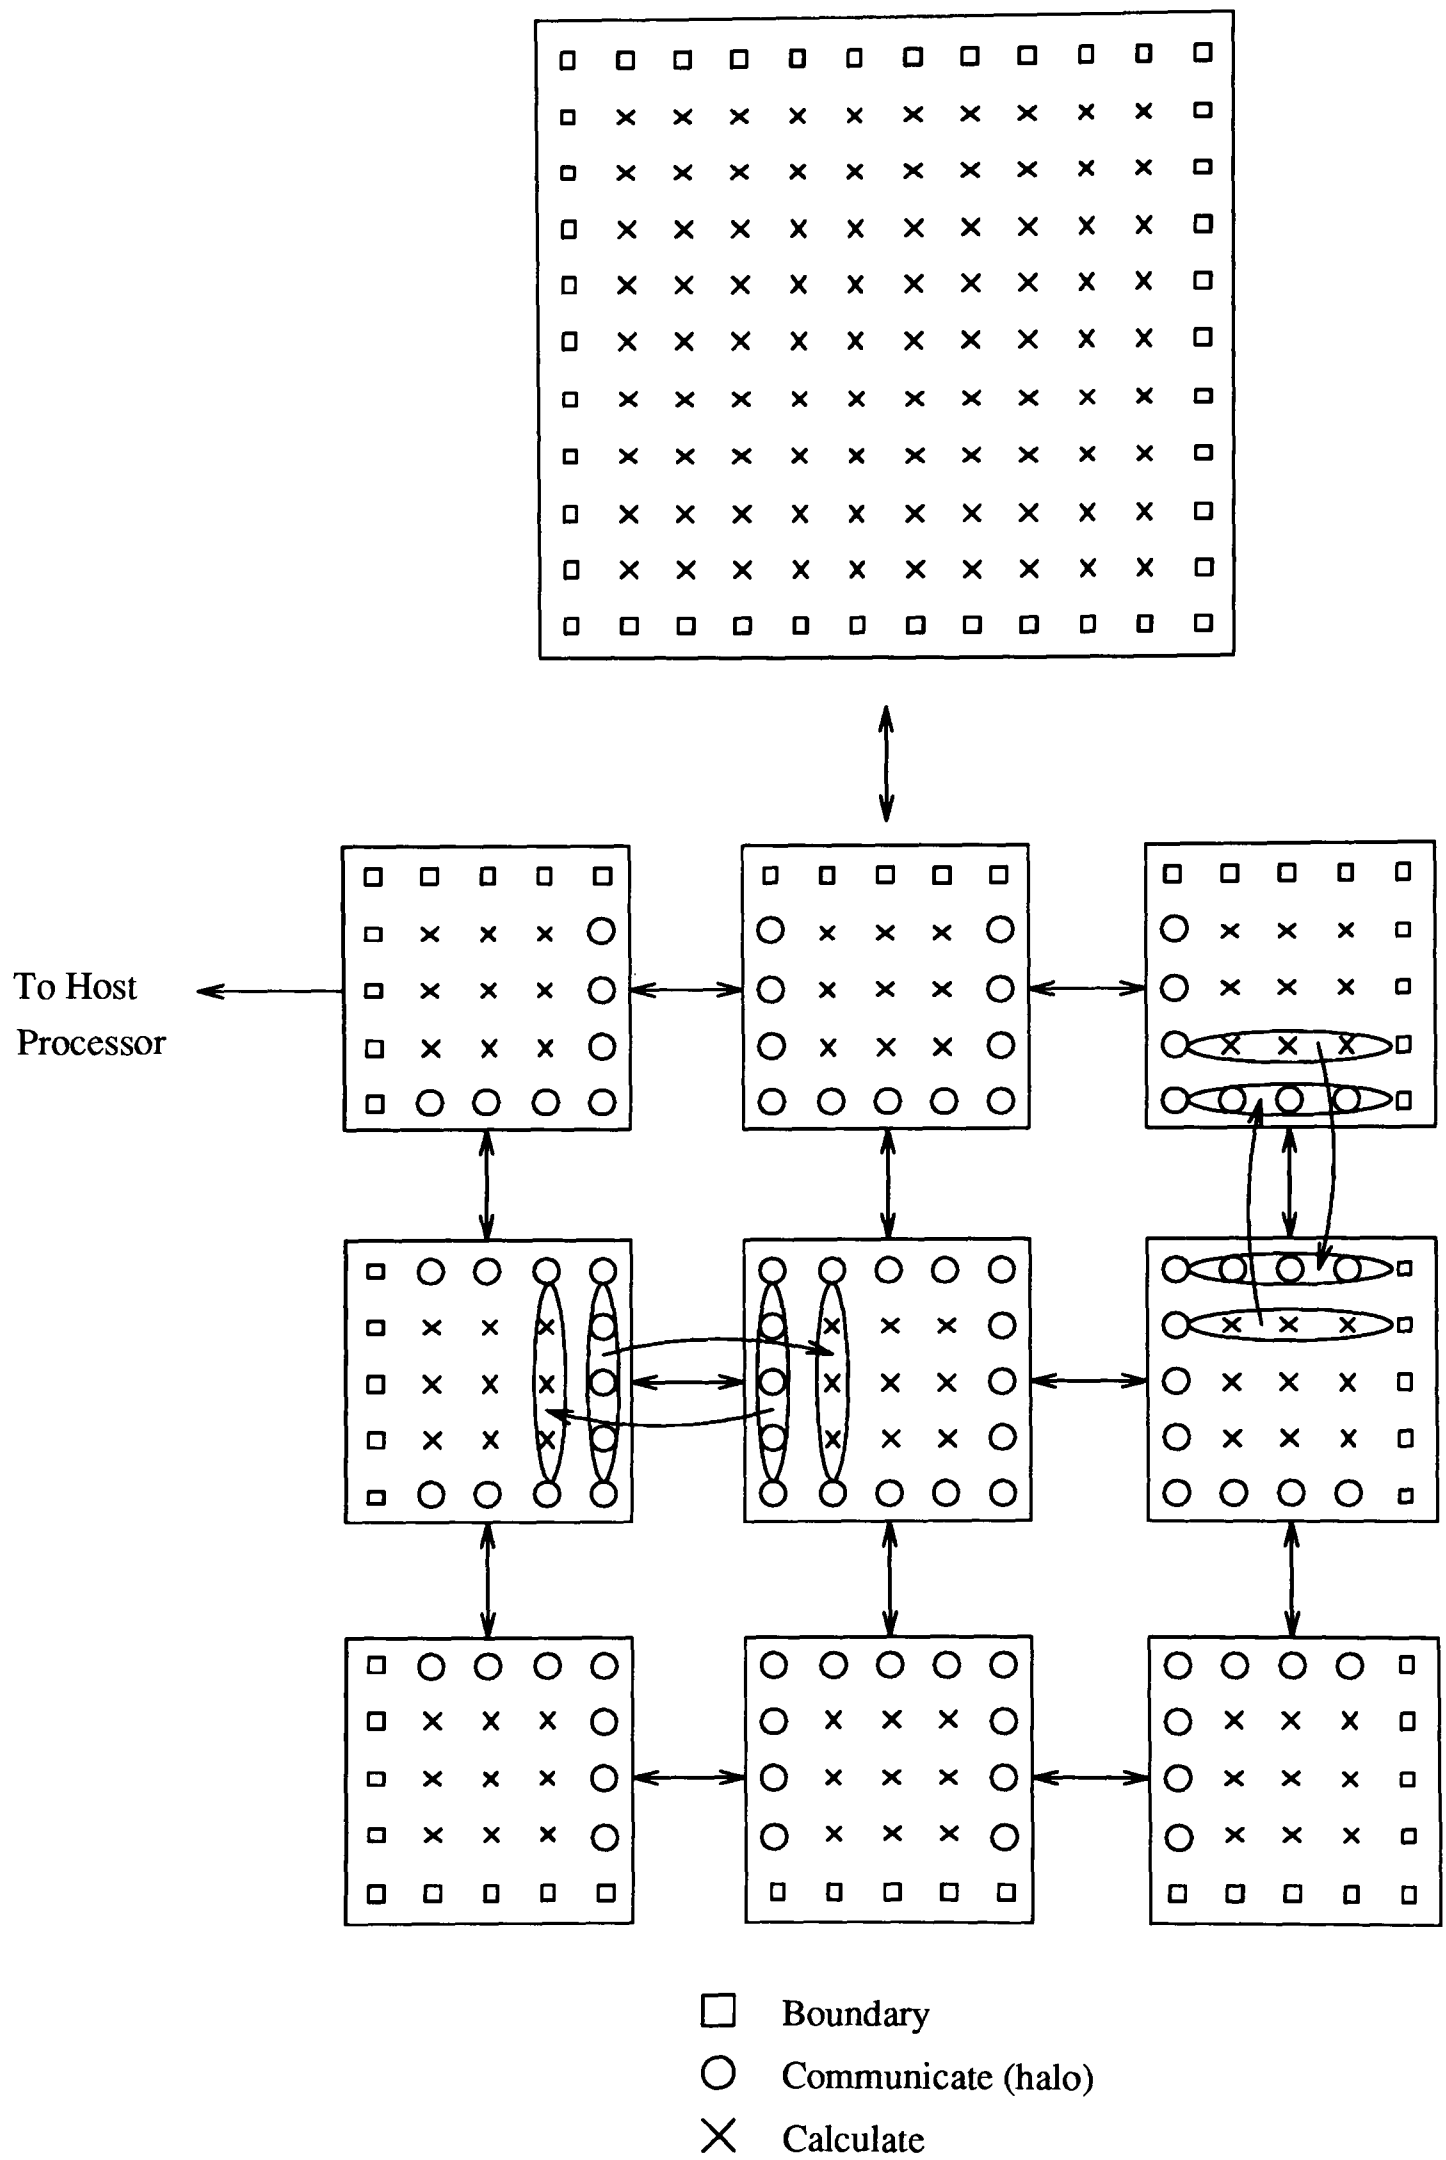 To Host
Processor
Boundary
Communicate (halo)
Calculate